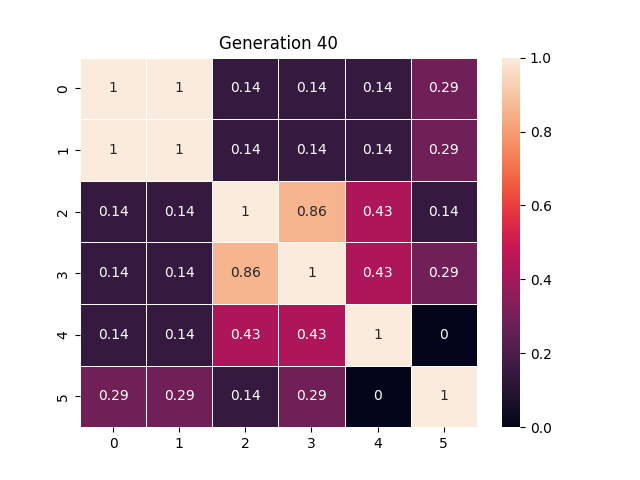 Generation 40
0 1 1 0.14 0.14 0.14 0.29
1 1 1 0.14 0.14 0.14 0.29
2 0.14 0.14 1 0.86 0.43 0.14
3 0.14 0.14 0.86 1 0.43 0.29
4 0.14 0.14 0.43 0.43 1 0
5 0.29 0.29 0.14 0.29 0 1
0 1 2 3 4 5
1.0
0.8
0.6
0.4
0.2
0.0